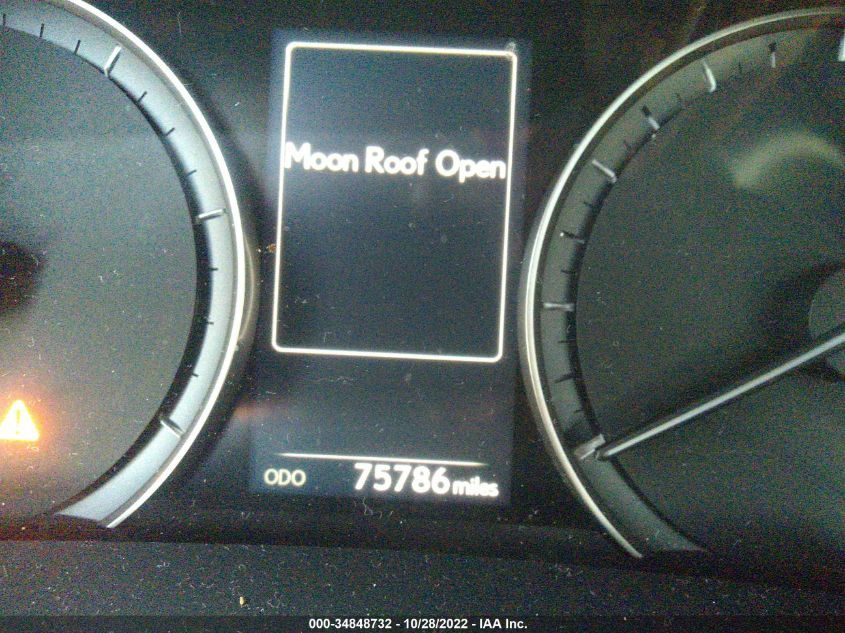 Moon Roof Open
ODO 75786 miles
000-34848732 - 10/28/2022 - IAA Inc.